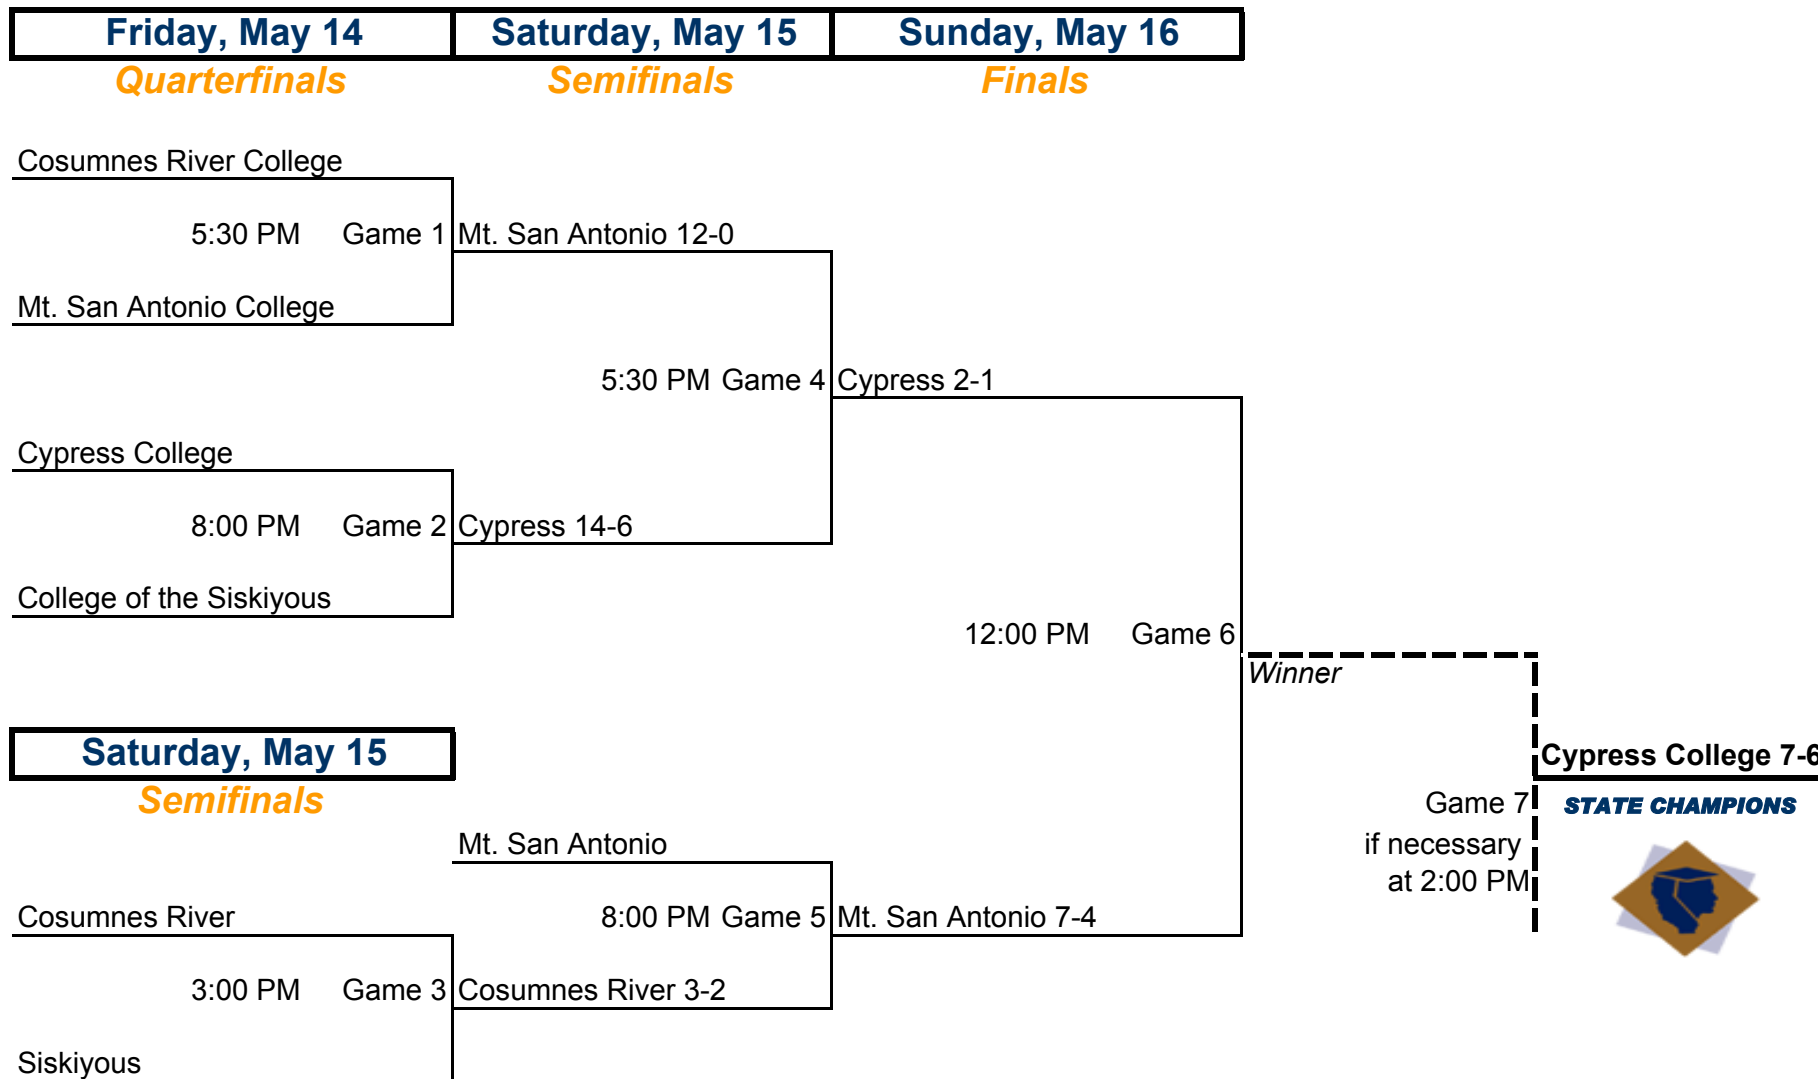 Friday, May 14 Saturday, May 15 Sunday, May 16
Quarterfinals Semifinals Finals
Cosumnes River College
5:30 PM Game 1 Mt. San Antonio 12-0
Mt. San Antonio College
5:30 PM Game 4 Cypress 2-1
Cypress College
8:00 PM Game 2 Cypress 14-6
College of the Siskiyous
12:00 PM Game 6
Winner
Saturday, May 15
Cypress College 7-6
Semifinals
Game 7 STATE CHAMPIONS
Mt. San Antonio if necessary
at 2:00 PM
Cosumnes River 8:00 PM Game 5 Mt. San Antonio 7-4
3:00 PM Game 3 Cosumnes River 3-2
Siskiyous